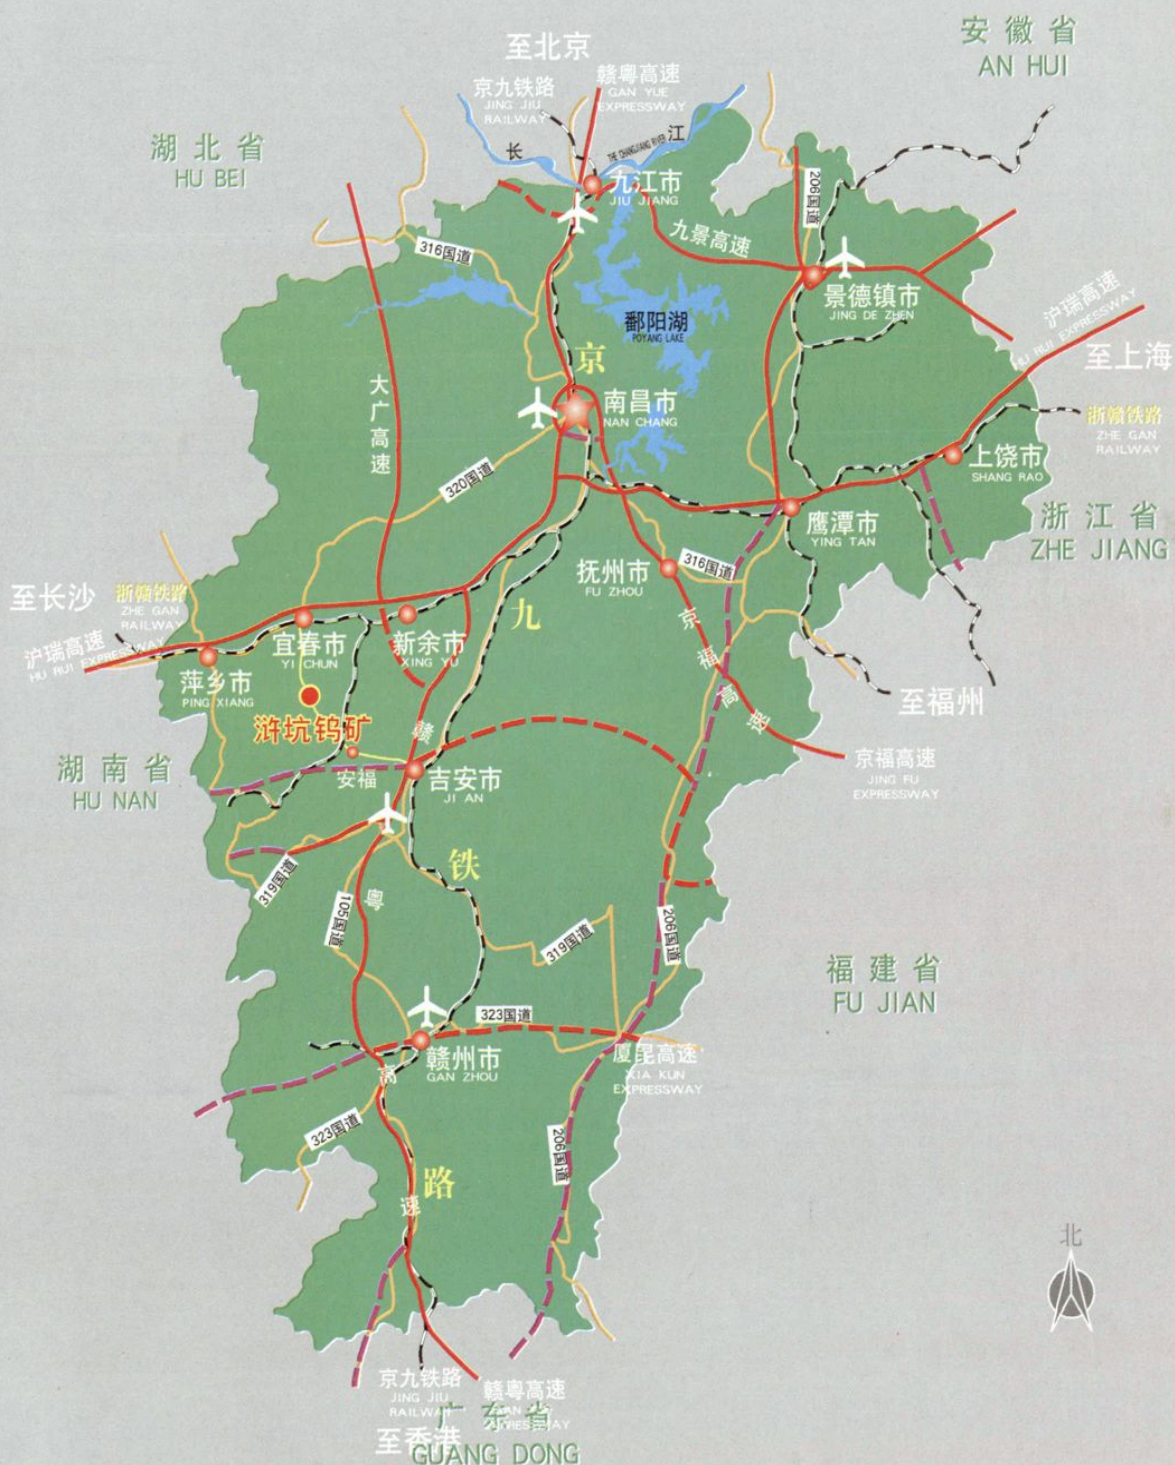 至北京
安徽省
AN HUI
京九铁路
JING JIU
RAILWAY
赣粤高速
GAN YUE
EXPRESSWAY
湖北省
HU BEI
长
THE CHANGJIANG RIVER
江
九江市
JIU JIANG
206国道
316国道
九景高速
景德镇市
JING DE ZHEN
沪瑞高速
HU RUI EXPRESSWAY
至上海
鄱阳湖
POYANG LAKE
京
大广高速
南昌市
NAN CHANG
浙赣铁路
ZHE GAN
RAILWAY
320国道
上饶市
SHANG RAO
鹰潭市
YING TAN
浙江省
ZHE JIANG
抚州市
FU ZHOU
316国道
至长沙
浙赣铁路
ZHE GAN
RAILWAY
沪瑞高速
HU RUI EXPRESSWAY
九
宜春市
YI CHUN
新余市
XING YU
京福高速
萍乡市
PING XIANG
至福州
浒坑钨矿
赣
湖南省
HU NAN
安福
吉安市
JI AN
京福高速
JING FU
EXPRESSWAY
铁
319国道
105国道
粤
319国道
206国道
福建省
FU JIAN
323国道
赣州市
GAN ZHOU
厦昆高速
XIA KUN
EXPRESSWAY
高
323国道
206国道
路
速
北
京九铁路
JING JIU
RAILWAY
赣粤高速
GAN YUE
EXPRESSWAY
广东省
至香港
GUANG DONG